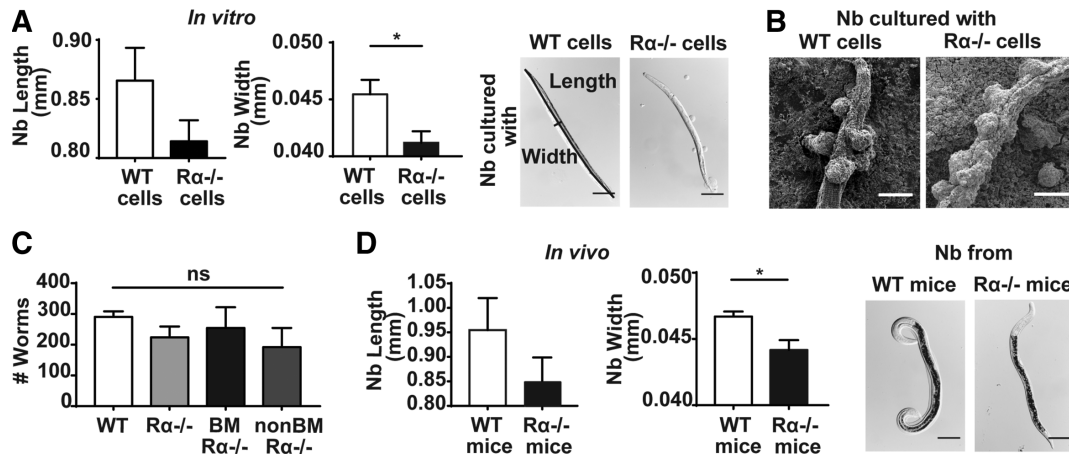 A
In vitro
Nb Length
(mm)
0.90
0.85
0.80
WT
cells
Rα-/-
cells
Nb Width
(mm)
0.050
0.045
0.040
*
WT
cells
Rα-/-
cells
Nb cultured
with
WT cells
Rα-/- cells
Length
Width
B
Nb cultured with
WT cells
Rα-/- cells
C
# Worms
400
300
200
100
0
ns
WT
Rα-/-
BM
Rα-/-
nonBM
Rα-/-
D
In vivo
Nb Length
(mm)
1.05
1.00
0.95
0.90
0.85
0.80
WT
mice
Rα-/-
mice
Nb Width
(mm)
0.050
0.045
0.040
*
WT
mice
Rα-/-
mice
Nb from
WT mice
Rα-/- mice